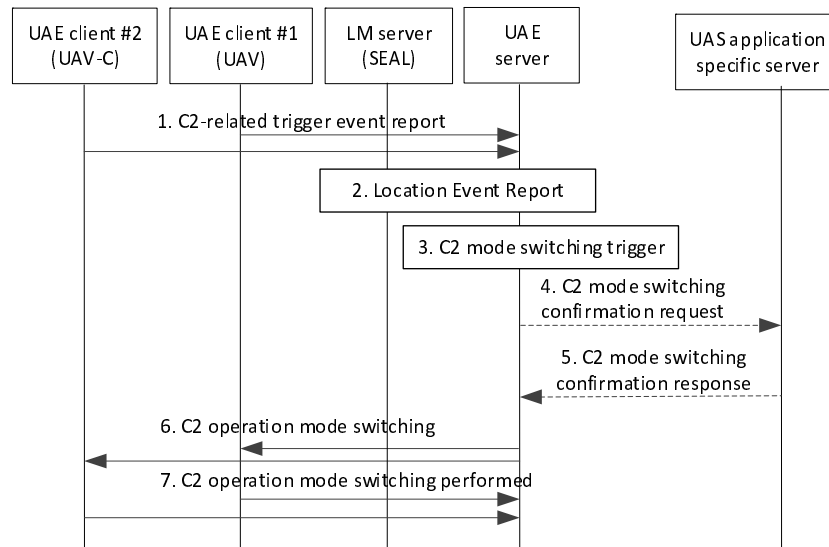 UAE client #2
(UAV-C)
UAE client #1
(UAV)
LM server
(SEAL)
UAE
server
UAS application
specific server
1. C2-related trigger event report
2. Location Event Report
3. C2 mode switching trigger
4. C2 mode switching
confirmation request
5. C2 mode switching
confirmation response
6. C2 operation mode switching
7. C2 operation mode switching performed